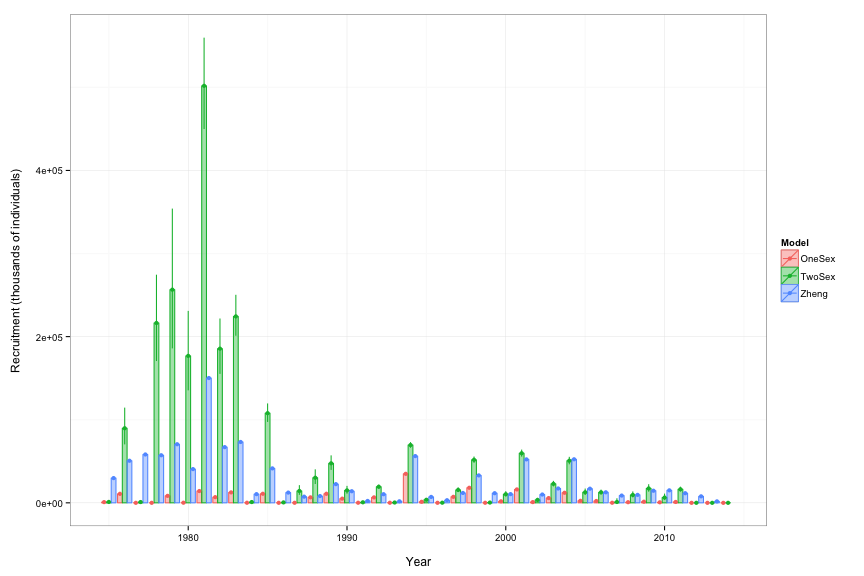 Recruitment (thousands of individuals)
4e+05
2e+05
0e+00
1980
1990
2000
2010
Year
Model
OneSex
TwoSex
Zheng